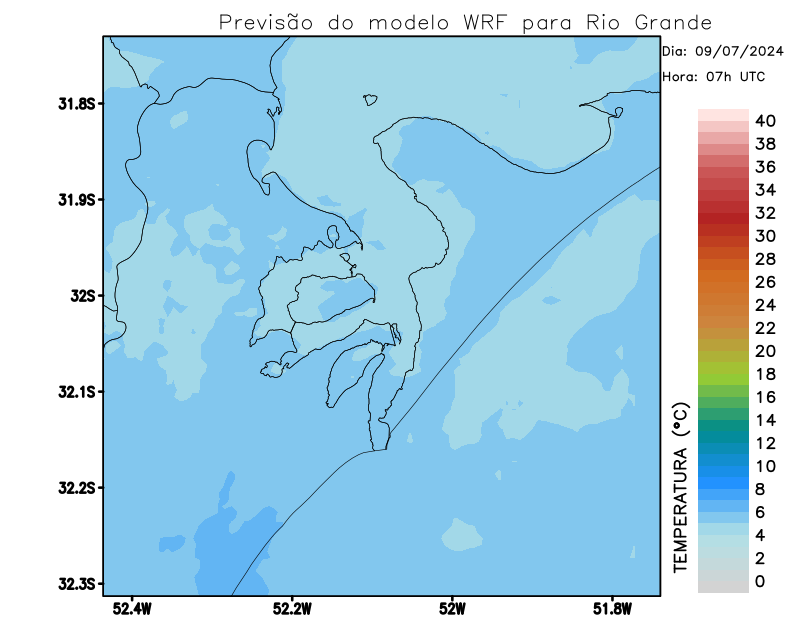 Previsão do modelo WRF para Rio Grande
Dia: 09/07/2024
Hora: 07h UTC
31.8S
31.9S
32S
32.1S
32.2S
32.3S
52.4W
52.2W
52W
51.8W
TEMPERATURA (°C)
40
38
36
34
32
30
28
26
24
22
20
18
16
14
12
10
8
6
4
2
0